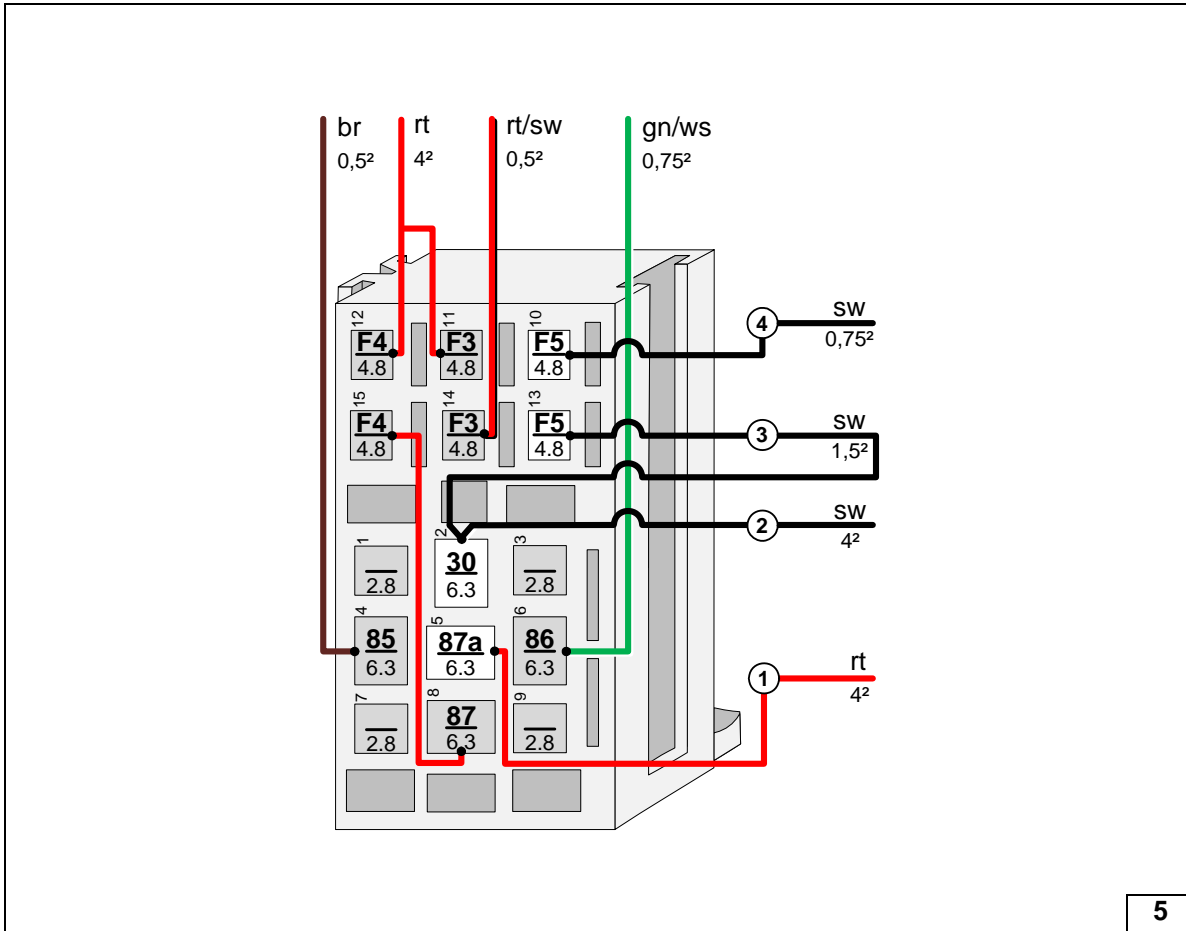 br rt rt/sw gn/ws
0,5² 4² 0,5² 0,75²
sw
4
0,75²
12 11 10
F4 F3 F5
4.8 4.8 4.8
15 14 13
F4 F3 F5
4.8 4.8 4.8
3
sw
1,5²
2
sw
4²
1 2 3
30
2.8 6.3 2.8
4 5 6
85 87a 86
6.3 6.3 6.3
1
rt
4²
7 8 9
87
2.8 6.3 2.8
5